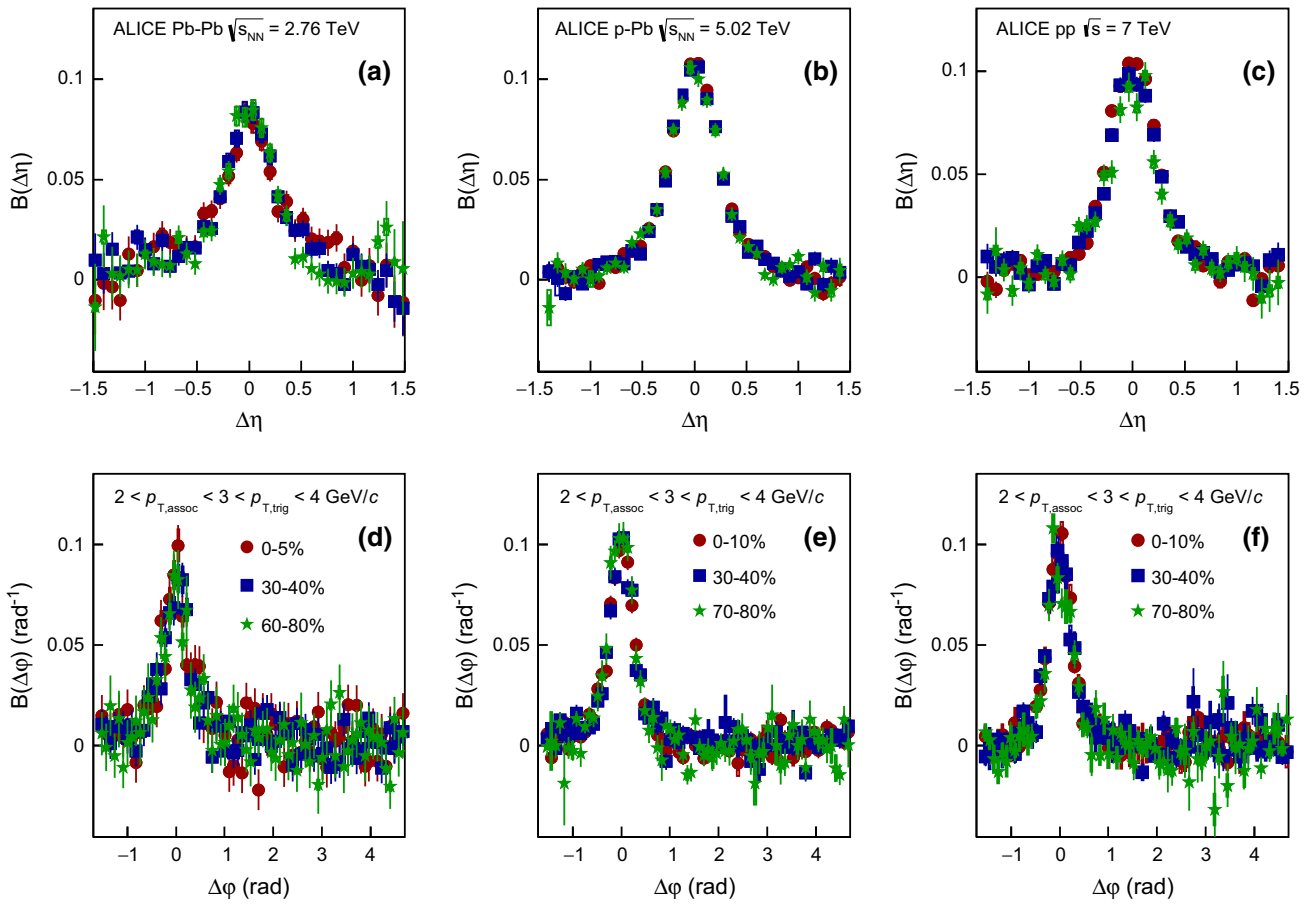 ALICE Pb-Pb √s_NN = 2.76 TeV
(a)
B(Δη)
0.1
0.05
0
−1.5 −1 −0.5 0 0.5 1 1.5
Δη
ALICE p-Pb √s_NN = 5.02 TeV
(b)
B(Δη)
0.1
0.05
0
−1.5 −1 −0.5 0 0.5 1 1.5
Δη
ALICE pp √s = 7 TeV
(c)
B(Δη)
0.1
0.05
0
−1.5 −1 −0.5 0 0.5 1 1.5
Δη
2 < p_T,assoc < 3 < p_T,trig < 4 GeV/c
(d)
0-5%
30-40%
60-80%
B(Δφ) (rad⁻¹)
0.1
0.05
0
−1 0 1 2 3 4
Δφ (rad)
2 < p_T,assoc < 3 < p_T,trig < 4 GeV/c
(e)
0-10%
30-40%
70-80%
B(Δφ) (rad⁻¹)
0.1
0.05
0
−1 0 1 2 3 4
Δφ (rad)
2 < p_T,assoc < 3 < p_T,trig < 4 GeV/c
(f)
0-10%
30-40%
70-80%
B(Δφ) (rad⁻¹)
0.1
0.05
0
−1 0 1 2 3 4
Δφ (rad)